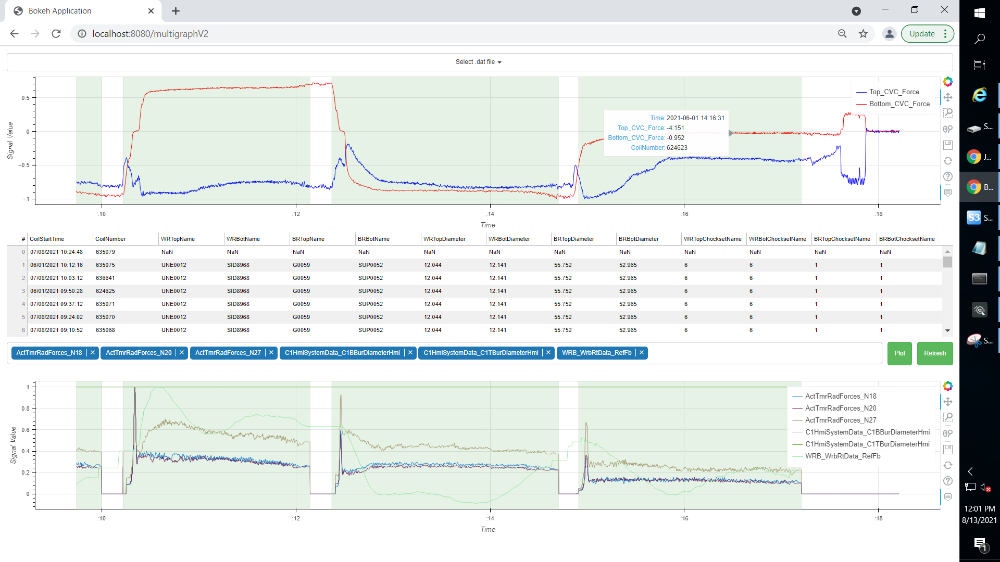 Bokeh Application
localhost:8080/multigraphV2
Update
Select .dat file
Signal Value
0.5
0
−0.5
−1
Top_CVC_Force
Bottom_CVC_Force
Time: 2021-06-01 14:16:31
Top_CVC_Force: -4.151
Bottom_CVC_Force: -0.952
CoilNumber: 624623
:10 :12 :14 :16 :18
Time
# CoilStartTime CoilNumber WRTopName WRBotName BRTopName BRBotName WRTopDiameter WRBotDiameter BRTopDiameter BRBotDiameter WRTopChocksetName WRBotChocksetName BRTopChocksetName BRBotChocksetName
0 07/08/2021 10:24:48 635079 NaN NaN NaN NaN NaN NaN NaN NaN NaN NaN NaN NaN
1 06/01/2021 10:12:16 635075 UNE0012 SID8968 G0059 SUP0052 12.044 12.141 55.752 52.965 6 6 1 1
2 07/08/2021 10:03:12 636641 UNE0012 SID8968 G0059 SUP0052 12.044 12.141 55.752 52.965 6 6 1 1
3 06/01/2021 09:50:28 624625 UNE0012 SID8968 G0059 SUP0052 12.044 12.141 55.752 52.965 6 6 1 1
4 07/08/2021 09:37:12 635071 UNE0012 SID8968 G0059 SUP0052 12.044 12.141 55.752 52.965 6 6 1 1
5 07/08/2021 09:24:02 635070 UNE0012 SID8968 G0059 SUP0052 12.044 12.141 55.752 52.965 6 6 1 1
6 07/08/2021 09:10:52 635068 UNE0012 SID8968 G0059 SUP0052 12.044 12.141 55.752 52.965 6 6 1 1
ActTmrRadForces_N18 × ActTmrRadForces_N20 × ActTmrRadForces_N27 × C1HmiSystemData_C1BBurDiameterHmi × C1HmiSystemData_C1TBurDiameterHmi × WRB_WrbRtData_RefFb × Plot Refresh
Signal Value
1
0.8
0.6
0.4
0.2
0
ActTmrRadForces_N18
ActTmrRadForces_N20
ActTmrRadForces_N27
C1HmiSystemData_C1BBurDiameterHmi
C1HmiSystemData_C1TBurDiameterHmi
WRB_WrbRtData_RefFb
:10 :12 :14 :16 :18
Time
S...
J...
B...
S3 S...
S...
12:01 PM
8/13/2021
1